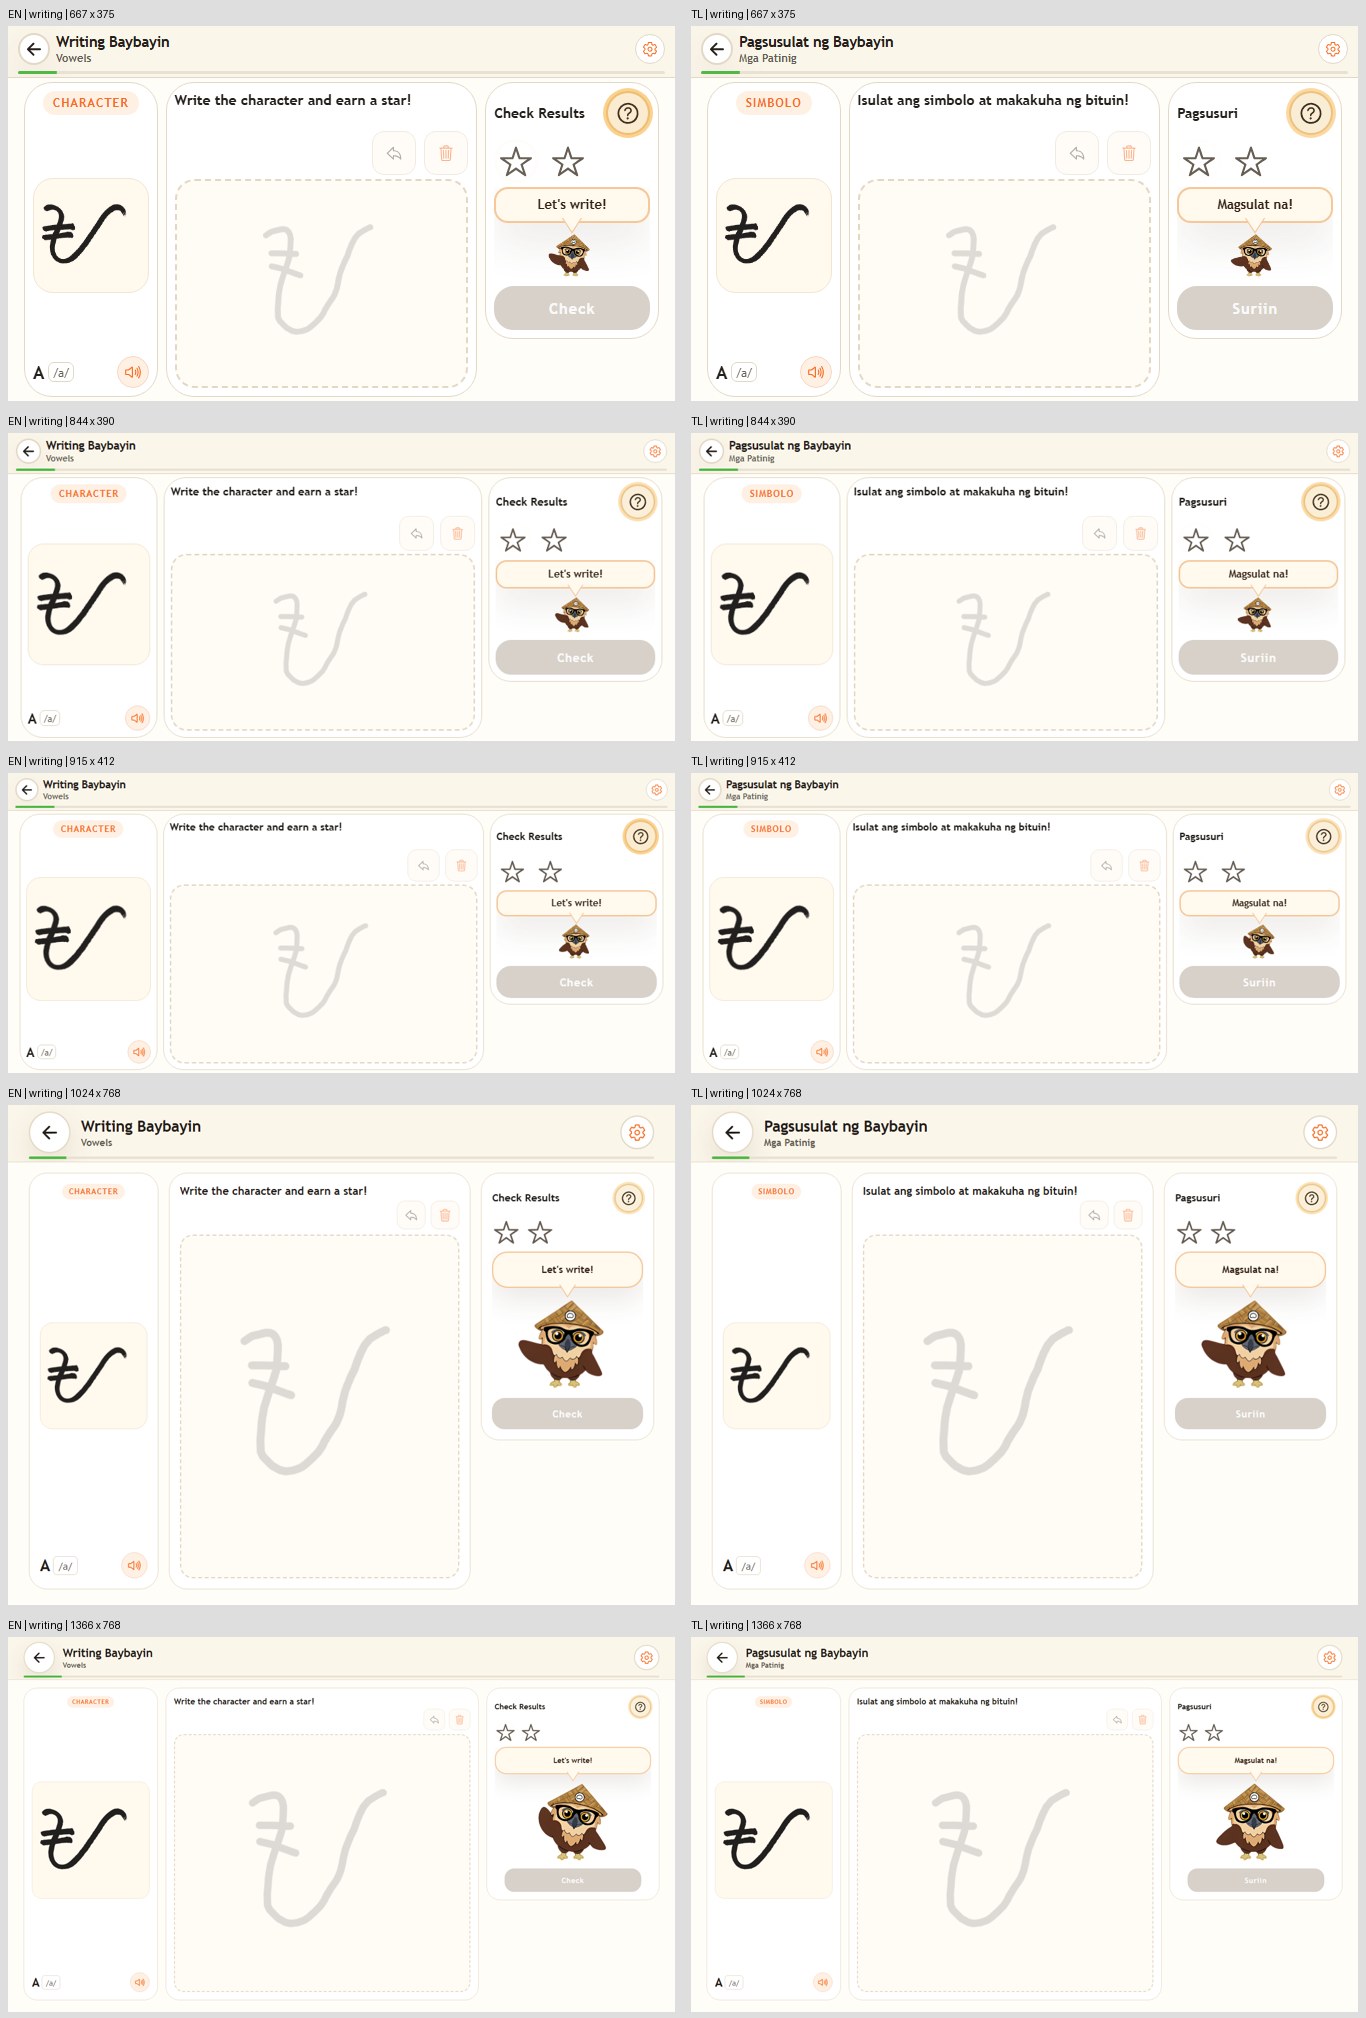 EN | writing | 667 x 375
Writing Baybayin
Vowels
CHARACTER
A /a/
Write the character and earn a star!
Check Results
Let's write!
Check
TL | writing | 667 x 375
Pagsusulat ng Baybayin
Mga Patinig
SIMBOLO
A /a/
Isulat ang simbolo at makakuha ng bituin!
Pagsusuri
Magsulat na!
Suriin
EN | writing | 844 x 390
Writing Baybayin
Vowels
CHARACTER
A /a/
Write the character and earn a star!
Check Results
Let's write!
Check
TL | writing | 844 x 390
Pagsusulat ng Baybayin
Mga Patinig
SIMBOLO
A /a/
Isulat ang simbolo at makakuha ng bituin!
Pagsusuri
Magsulat na!
Suriin
EN | writing | 915 x 412
Writing Baybayin
Vowels
CHARACTER
A /a/
Write the character and earn a star!
Check Results
Let's write!
Check
TL | writing | 915 x 412
Pagsusulat ng Baybayin
Mga Patinig
SIMBOLO
A /a/
Isulat ang simbolo at makakuha ng bituin!
Pagsusuri
Magsulat na!
Suriin
EN | writing | 1024 x 768
Writing Baybayin
Vowels
CHARACTER
A /a/
Write the character and earn a star!
Check Results
Let's write!
Check
TL | writing | 1024 x 768
Pagsusulat ng Baybayin
Mga Patinig
SIMBOLO
A /a/
Isulat ang simbolo at makakuha ng bituin!
Pagsusuri
Magsulat na!
Suriin
EN | writing | 1366 x 768
Writing Baybayin
Vowels
CHARACTER
A /a/
Write the character and earn a star!
Check Results
Let's write!
Check
TL | writing | 1366 x 768
Pagsusulat ng Baybayin
Mga Patinig
SIMBOLO
A /a/
Isulat ang simbolo at makakuha ng bituin!
Pagsusuri
Magsulat na!
Suriin